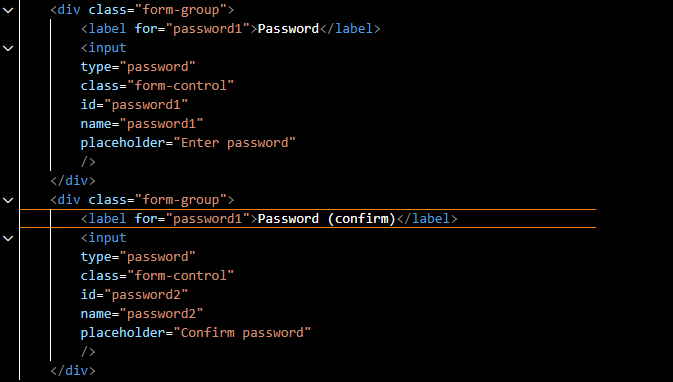 <div class="form-group">
<label for="password1">Password</label>
<input
type="password"
class="form-control"
id="password1"
name="password1"
placeholder="Enter password"
/>
</div>
<div class="form-group">
<label for="password1">Password (confirm)</label>
<input
type="password"
class="form-control"
id="password2"
name="password2"
placeholder="Confirm password"
/>
</div>